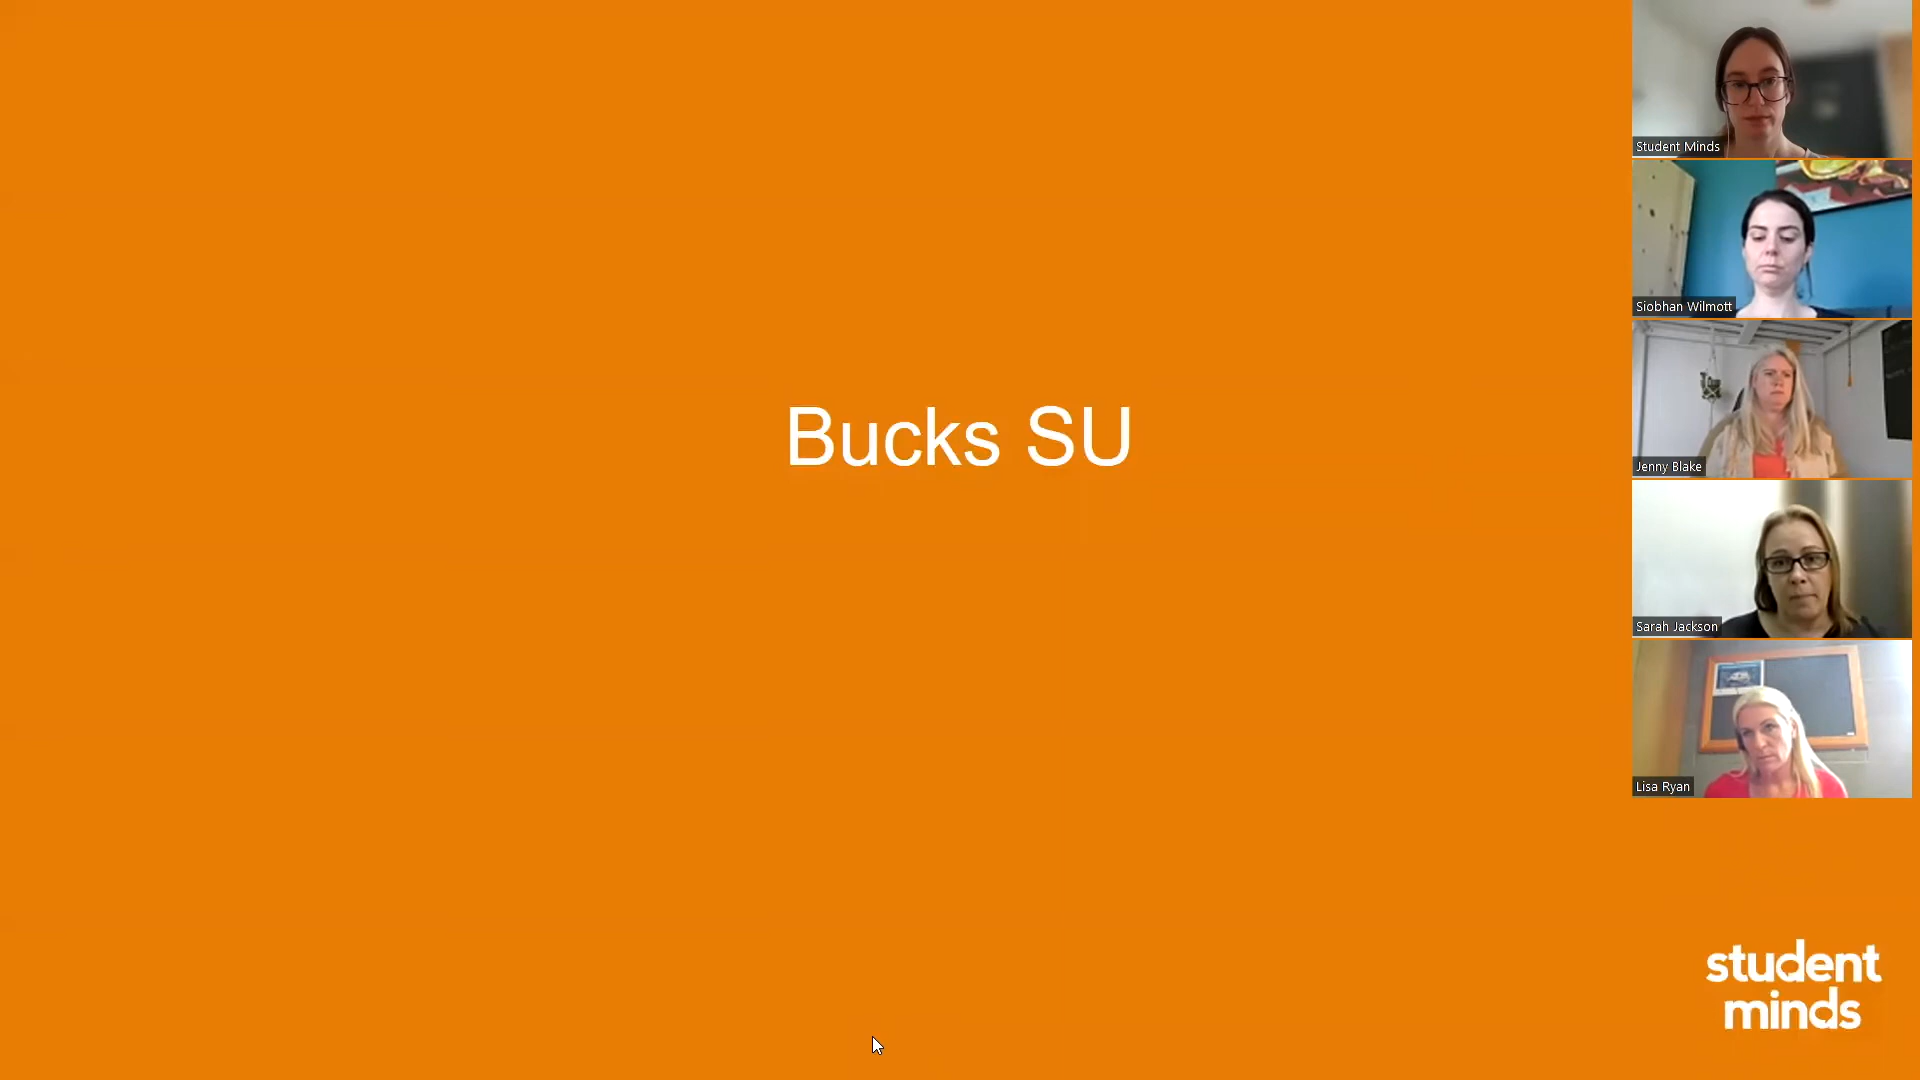 Bucks SU
Student Minds
Siobhan Wilmott
Jenny Blake
Sarah Jackson
Lisa Ryan
student
minds